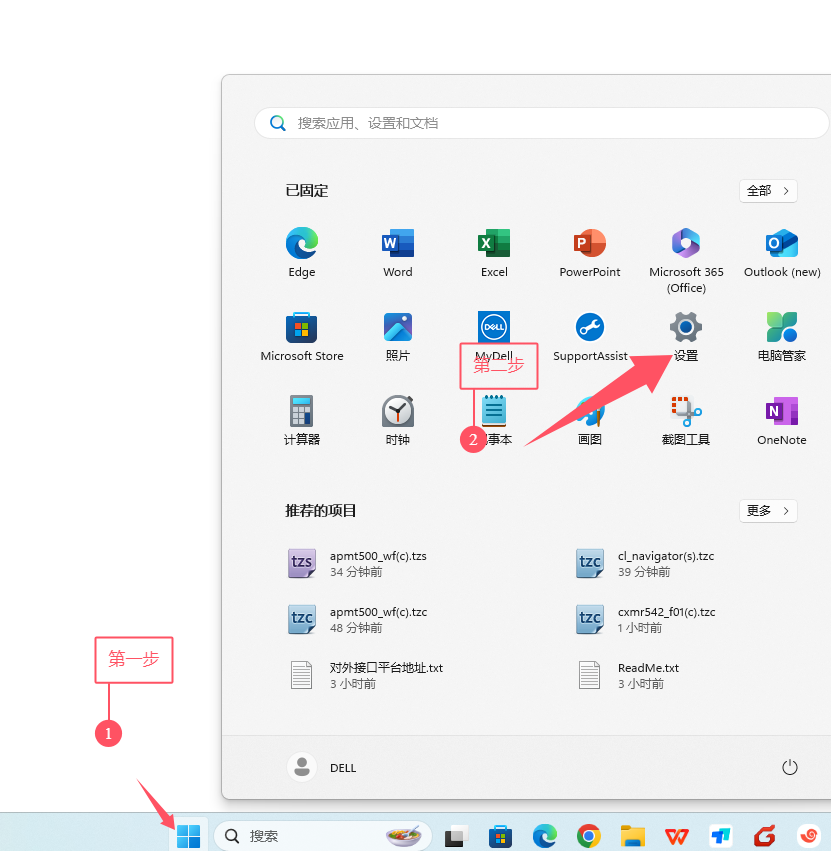 搜索应用、设置和文档
已固定
全部
Edge
Word
Excel
PowerPoint
Microsoft 365
(Office)
Outlook (new)
Microsoft Store
照片
MyDell
SupportAssist
设置
电脑管家
第二步
计算器
时钟
2
事本
画图
截图工具
OneNote
推荐的项目
更多
apmt500_wf(c).tzs
34 分钟前
cl_navigator(s).tzc
39 分钟前
apmt500_wf(c).tzc
48 分钟前
cxmr542_f01(c).tzc
1 小时前
对外接口平台地址.txt
3 小时前
ReadMe.txt
3 小时前
第一步
1
DELL
搜索